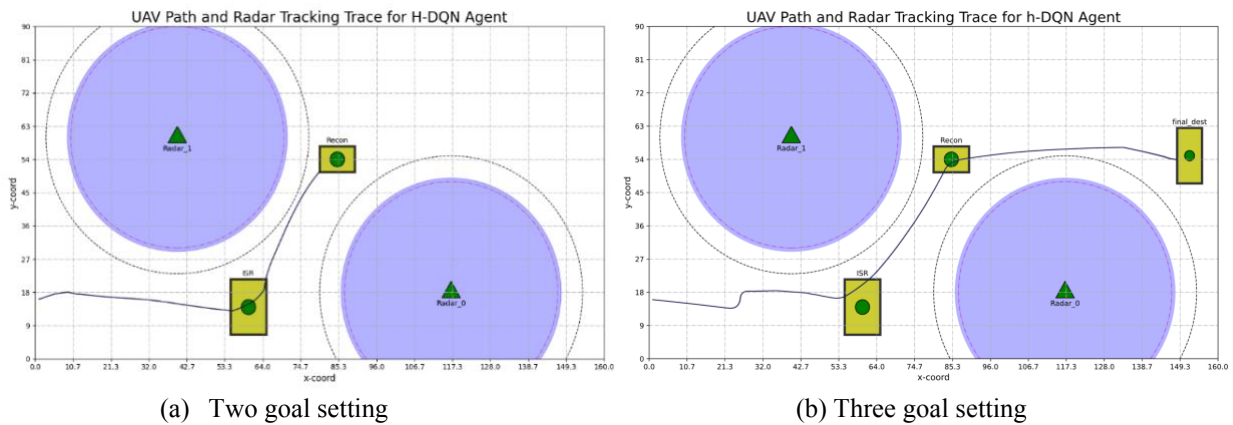 UAV Path and Radar Tracking Trace for H-DQN Agent
90
81
72
63
54
45
36
27
18
9
0
y-coord
Radar_1
Recon
ISR
Radar_0
0.0 10.7 21.3 32.0 42.7 53.3 64.0 74.7 85.3 96.0 106.7 117.3 128.0 138.7 149.3 160.0
x-coord
(a) Two goal setting
UAV Path and Radar Tracking Trace for h-DQN Agent
90
81
72
63
54
45
36
27
18
9
0
y-coord
Radar_1
Recon
final_dest
ISR
Radar_0
0.0 10.7 21.3 32.0 42.7 53.3 64.0 74.7 85.3 96.0 106.7 117.3 128.0 138.7 149.3 160.0
x-coord
(b) Three goal setting